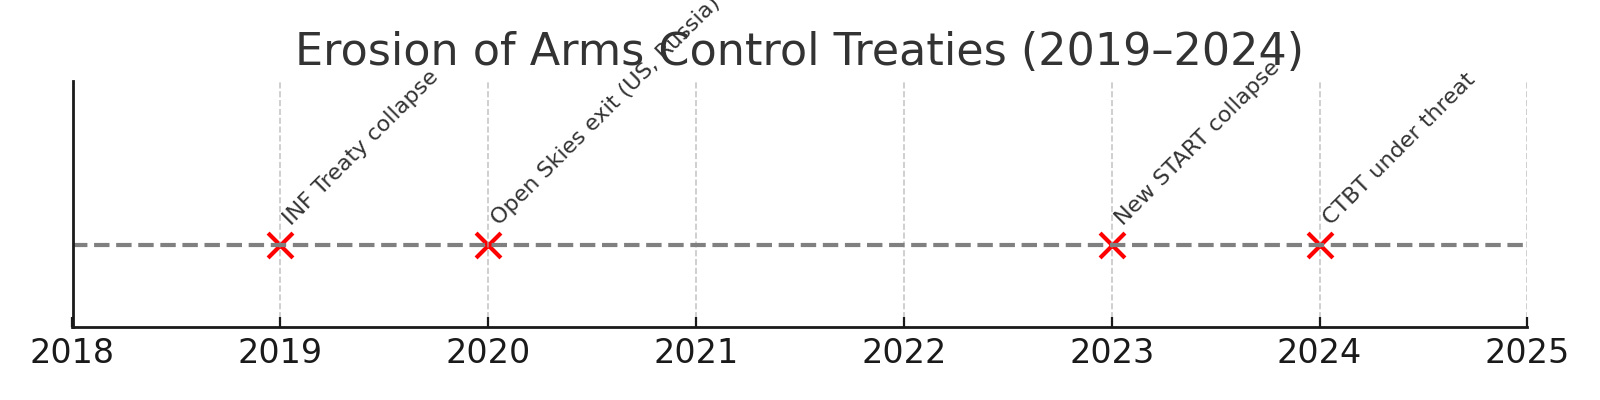 Erosion of Arms Control Treaties (2019–2024)
INF Treaty collapse
Open Skies exit (US, Russia)
New START collapse
CTBT under threat
2018 2019 2020 2021 2022 2023 2024 2025